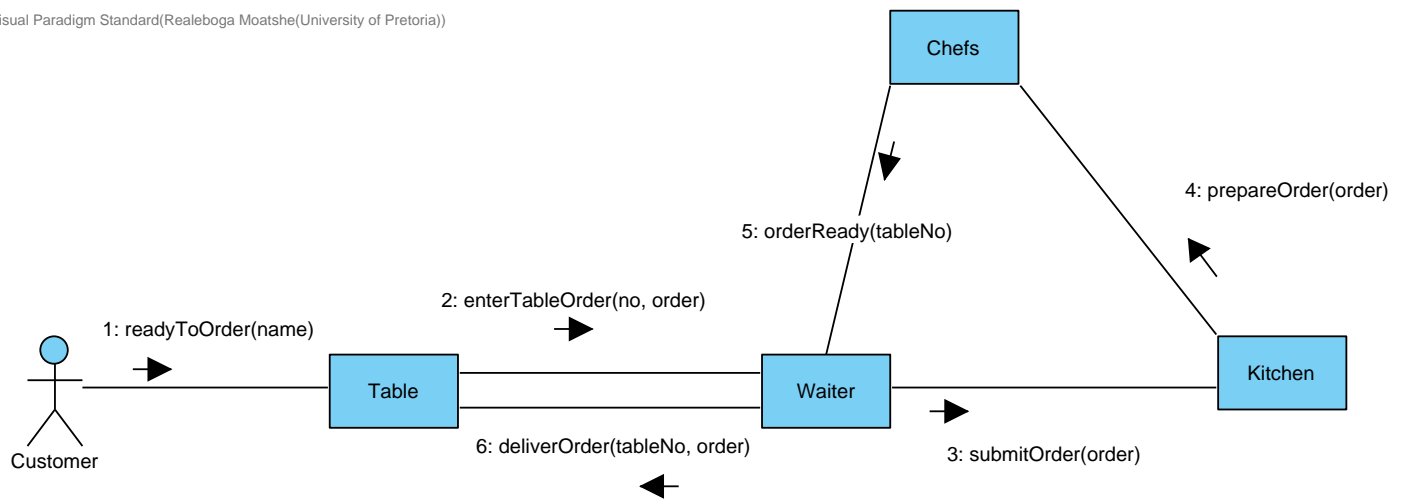 isual Paradigm Standard(Realeboga Moatshe(University of Pretoria))
Chefs
4: prepareOrder(order)
5: orderReady(tableNo)
2: enterTableOrder(no, order)
1: readyToOrder(name)
Table
Waiter
Kitchen
6: deliverOrder(tableNo, order)
3: submitOrder(order)
Customer